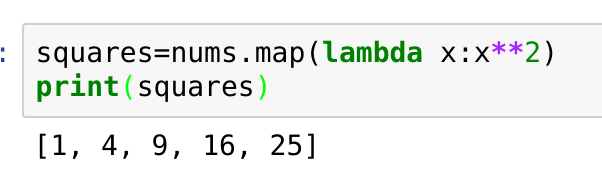 :
squares=nums.map(lambda x:x**2)
print(squares)
[1, 4, 9, 16, 25]